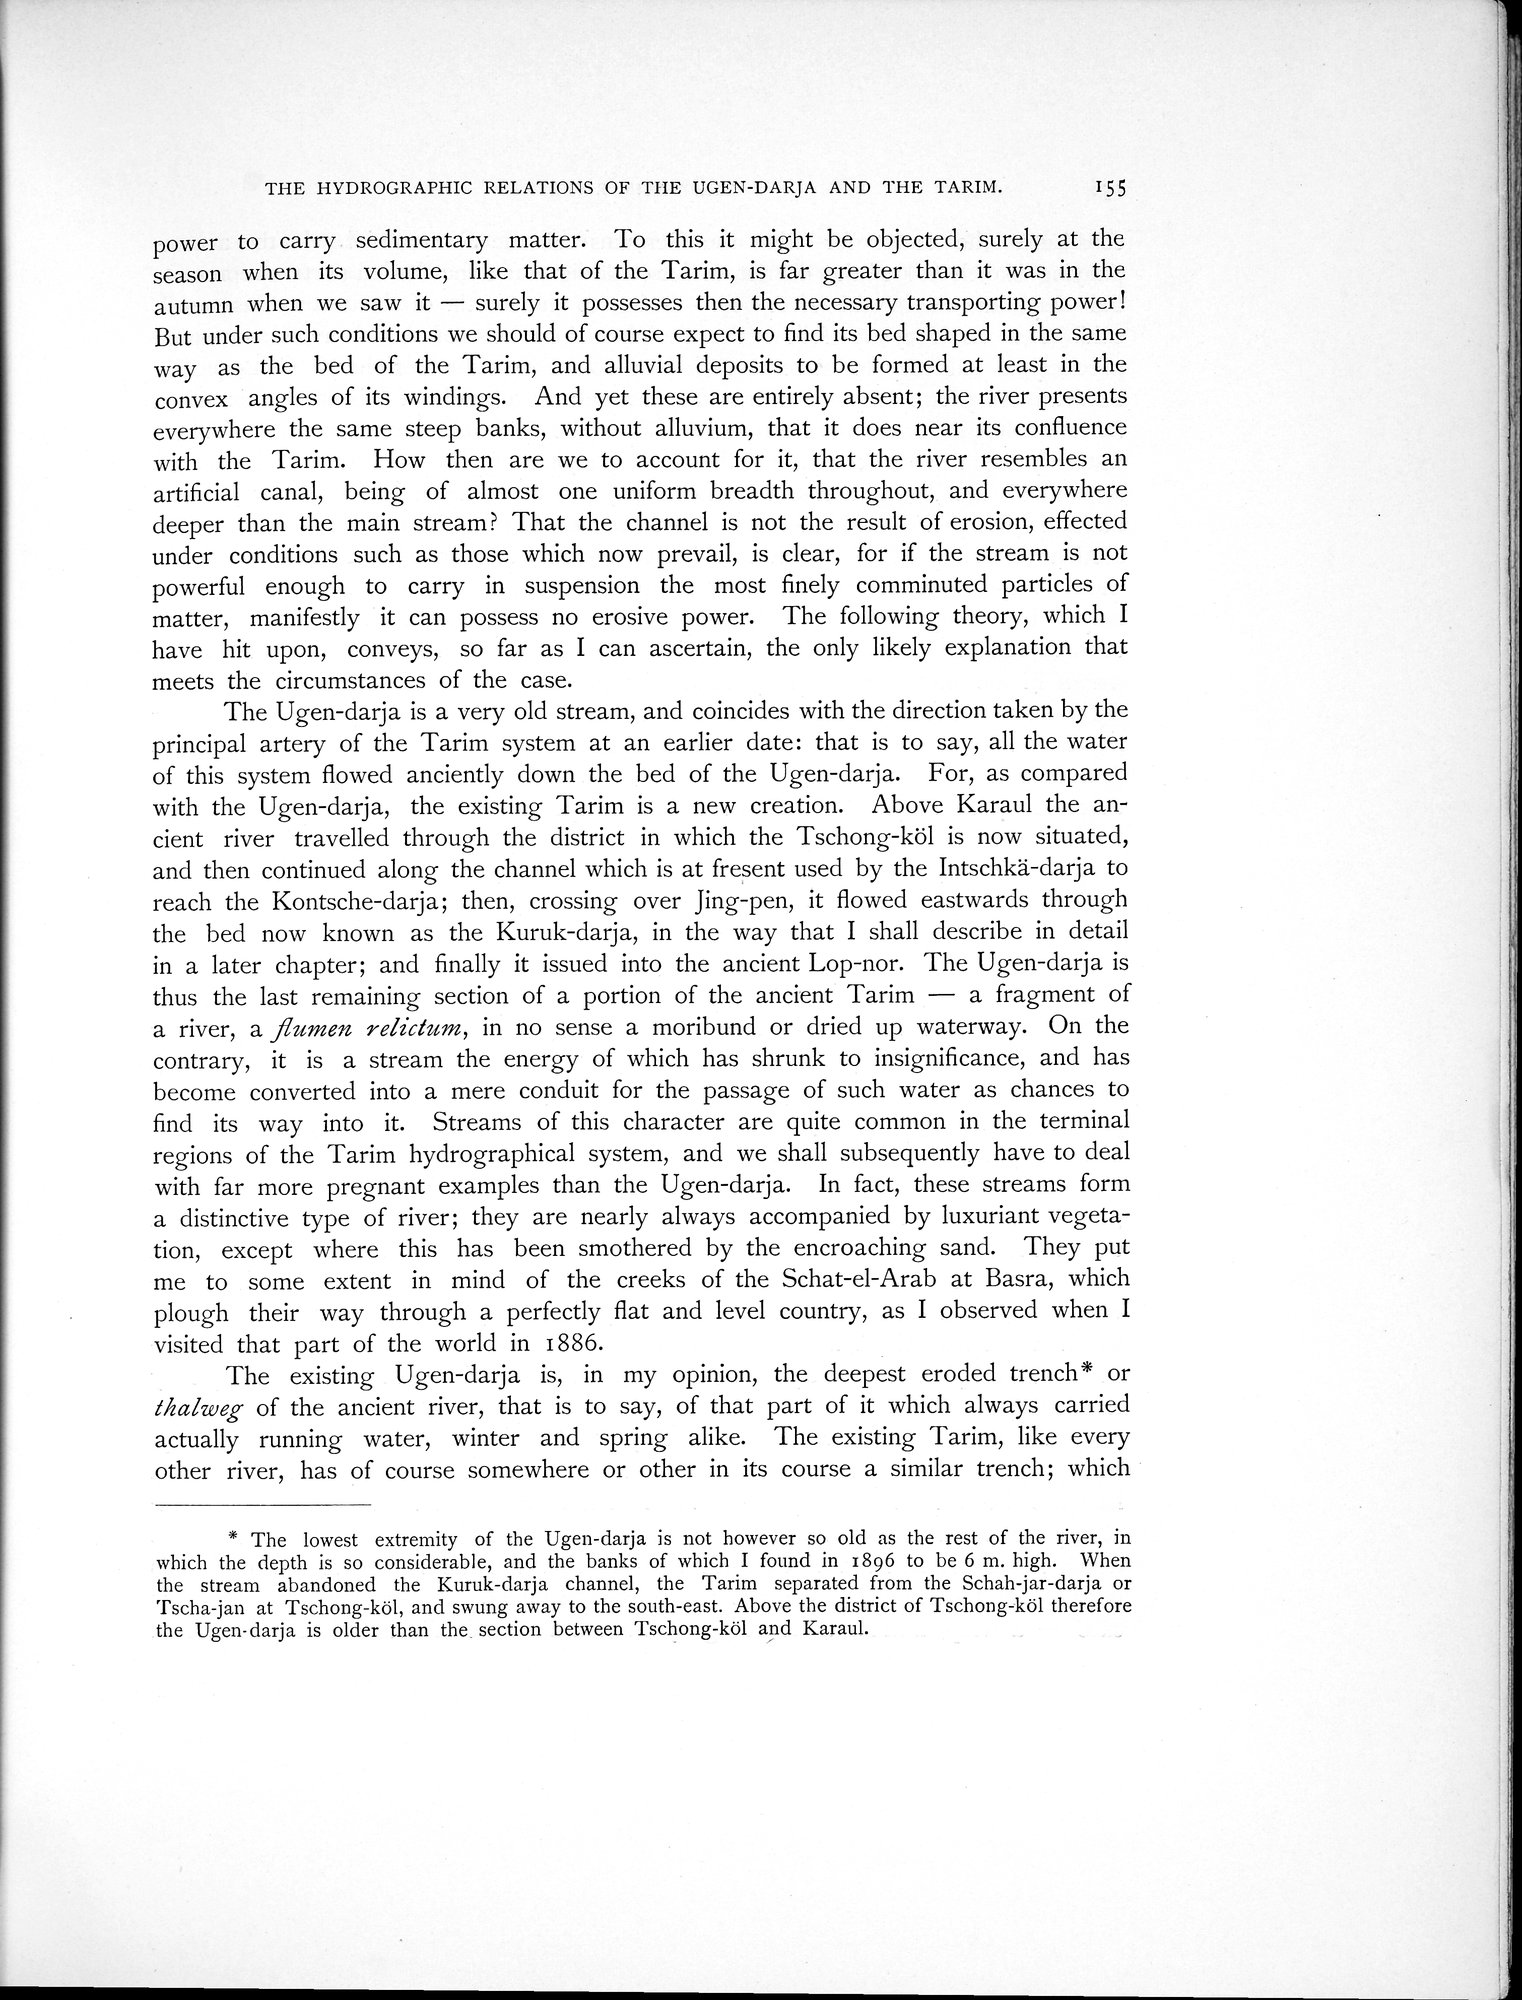 THE HYDROGRAPHIC RELATIONS OF THE UGEN-DARJA AND THE TARIM. 155
power to carry sedimentary matter. To this it might be objected, surely at the
season when its volume, like that of the Tarim, is far greater than it was in the
autumn when we saw it — surely it possesses then the necessary transporting power!
But under such conditions we should of course expect to find its bed shaped in the same
way as the bed of the Tarim, and alluvial deposits to be formed at least in the
convex angles of its windings. And yet these are entirely absent; the river presents
everywhere the same steep banks, without alluvium, that it does near its confluence
with the Tarim. How then are we to account for it, that the river resembles an
artificial canal, being of almost one uniform breadth throughout, and everywhere
deeper than the main stream? That the channel is not the result of erosion, effected
under conditions such as those which now prevail, is clear, for if the stream is not
powerful enough to carry in suspension the most finely comminuted particles of
matter, manifestly it can possess no erosive power. The following theory, which I
have hit upon, conveys, so far as I can ascertain, the only likely explanation that
meets the circumstances of the case.
The Ugen-darja is a very old stream, and coincides with the direction taken by the
principal artery of the Tarim system at an earlier date: that is to say, all the water
of this system flowed anciently down the bed of the Ugen-darja. For, as compared
with the Ugen-darja, the existing Tarim is a new creation. Above Karaul the an-
cient river travelled through the district in which the Tschong-köl is now situated,
and then continued along the channel which is at fresent used by the Intschkä-darja to
reach the Kontsche-darja; then, crossing over Jing-pen, it flowed eastwards through
the bed now known as the Kuruk-darja, in the way that I shall describe in detail
in a later chapter; and finally it issued into the ancient Lop-nor. The Ugen-darja is
thus the last remaining section of a portion of the ancient Tarim — a fragment of
a river, a flumen relictum, in no sense a moribund or dried up waterway. On the
contrary, it is a stream the energy of which has shrunk to insignificance, and has
become converted into a mere conduit for the passage of such water as chances to
find its way into it. Streams of this character are quite common in the terminal
regions of the Tarim hydrographical system, and we shall subsequently have to deal
with far more pregnant examples than the Ugen-darja. In fact, these streams form
a distinctive type of river; they are nearly always accompanied by luxuriant vegeta-
tion, except where this has been smothered by the encroaching sand. They put
me to some extent in mind of the creeks of the Schat-el-Arab at Basra, which
plough their way through a perfectly flat and level country, as I observed when I
visited that part of the world in 1886.
The existing Ugen-darja is, in my opinion, the deepest eroded trench* or
thalweg of the ancient river, that is to say, of that part of it which always carried
actually running water, winter and spring alike. The existing Tarim, like every
other river, has of course somewhere or other in its course a similar trench; which
* The lowest extremity of the Ugen-darja is not however so old as the rest of the river, in
which the depth is so considerable, and the banks of which I found in 1896 to be 6 m. high. When
the stream abandoned the Kuruk-darja channel, the Tarim separated from the Schah-jar-darja or
Tscha-jan at Tschong-köl, and swung away to the south-east. Above the district of Tschong-köl therefore
the Ugen-darja is older than the section between Tschong-köl and Karaul.